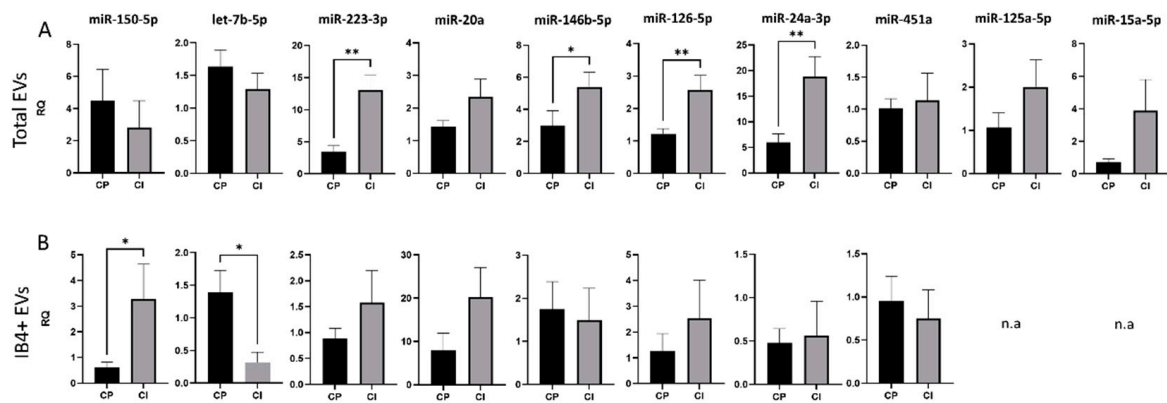 miR-150-5p let-7b-5p miR-223-3p miR-20a miR-146b-5p miR-126-5p miR-24a-3p miR-451a miR-125a-5p miR-15a-5p
A
Total EVs
RQ
8 6 4 2 0
CP CI
2.0 1.5 1.0 0.5 0.0
CP CI
15 10 5 0
**
CP CI
4 3 2 1 0
CP CI
8 6 4 2 0
*
CP CI
4 3 2 1 0
**
CP CI
25 20 15 10 5 0
**
CP CI
2.0 1.5 1.0 0.5 0.0
CP CI
3 2 1 0
CP CI
8 6 4 2 0
CP CI
B
IB4+ EVs
RQ
5 4 3 2 1 0
*
CP CI
2.0 1.5 1.0 0.5 0.0
*
CP CI
2.5 2.0 1.5 1.0 0.5 0.0
CP CI
30 20 10 0
CP CI
3 2 1 0
CP CI
5 4 3 2 1 0
CP CI
1.5 1.0 0.5 0.0
CP CI
1.5 1.0 0.5 0.0
CP CI
n.a
n.a